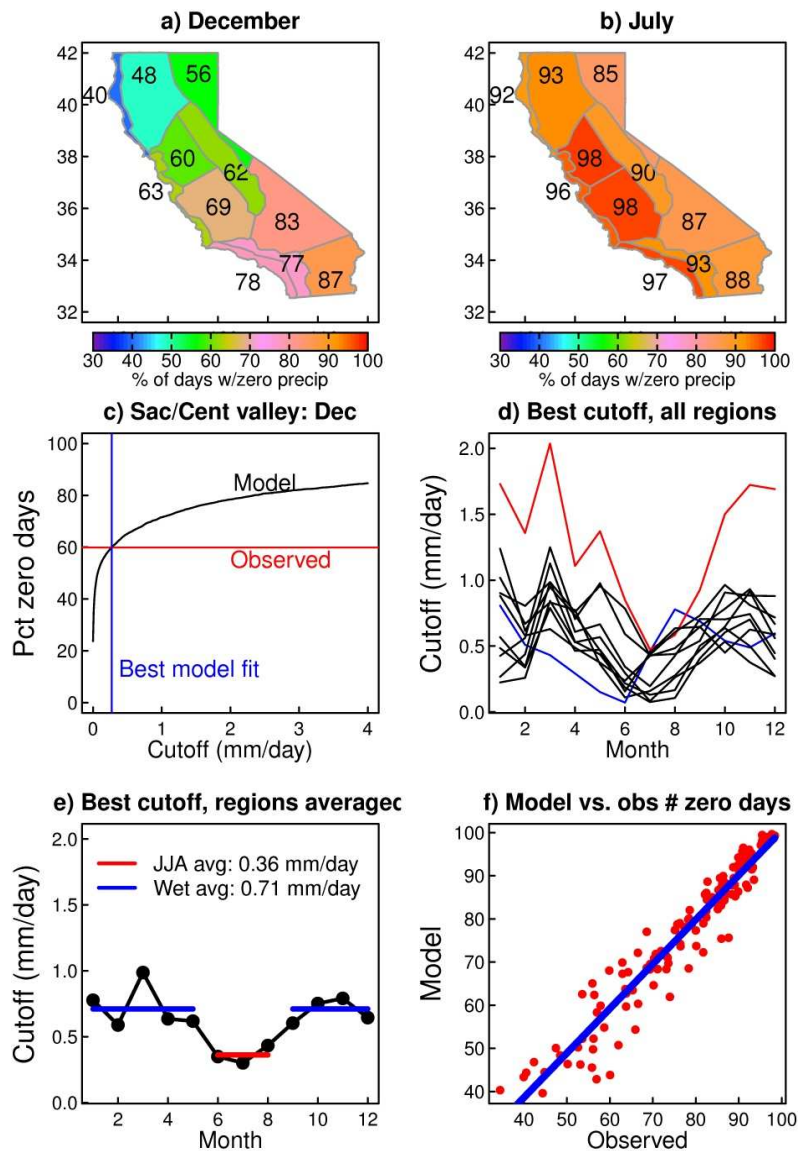 a) December
42
40
38
36
34
32
48
56
40
60
62
63
69
83
77
78
87
30 40 50 60 70 80 90 100
% of days w/zero precip
b) July
42
40
38
36
34
32
93
85
92
98
90
96
98
87
93
97
88
30 40 50 60 70 80 90 100
% of days w/zero precip
c) Sac/Cent valley: Dec
Pct zero days
100
80
60
40
20
0
Model
Observed
Best model fit
0 1 2 3 4
Cutoff (mm/day)
d) Best cutoff, all regions
Cutoff (mm/day)
2.0
1.5
1.0
0.5
0.0
2 4 6 8 10 12
Month
e) Best cutoff, regions averaged
Cutoff (mm/day)
2.0
1.5
1.0
0.5
0.0
JJA avg: 0.36 mm/day
Wet avg: 0.71 mm/day
2 4 6 8 10 12
Month
f) Model vs. obs # zero days
Model
100
90
80
70
60
50
40
40 50 60 70 80 90 100
Observed